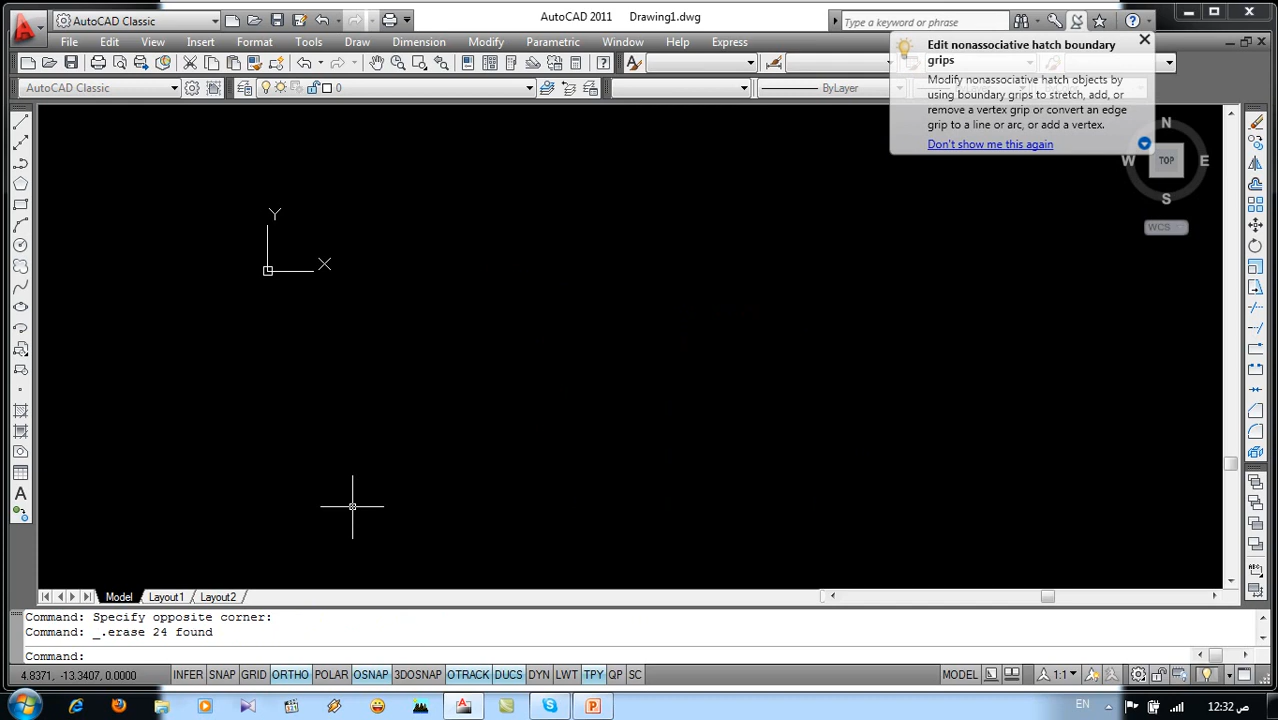 AutoCAD Classic
AutoCAD 2011 Drawing1.dwg
Type a keyword or phrase
File Edit View Insert Format Tools Draw Dimension Modify Parametric Window Help Express
Edit nonassociative hatch boundary
grips
Modify nonassociative hatch objects by
using boundary grips to stretch, add, or
remove a vertex grip or convert an edge
grip to a line or arc, or add a vertex.
Don't show me this again
AutoCAD Classic 0 ByLayer
N
W TOP E
S
WCS
Y
X
A
Model Layout1 Layout2
Command: Specify opposite corner:
Command: _.erase 24 found
Command:
4.8371, -13.3407, 0.0000 INFER SNAP GRID ORTHO POLAR OSNAP 3DOSNAP OTRACK DUCS DYN LWT TPY QP SC MODEL 1:1
EN 12:32 ص